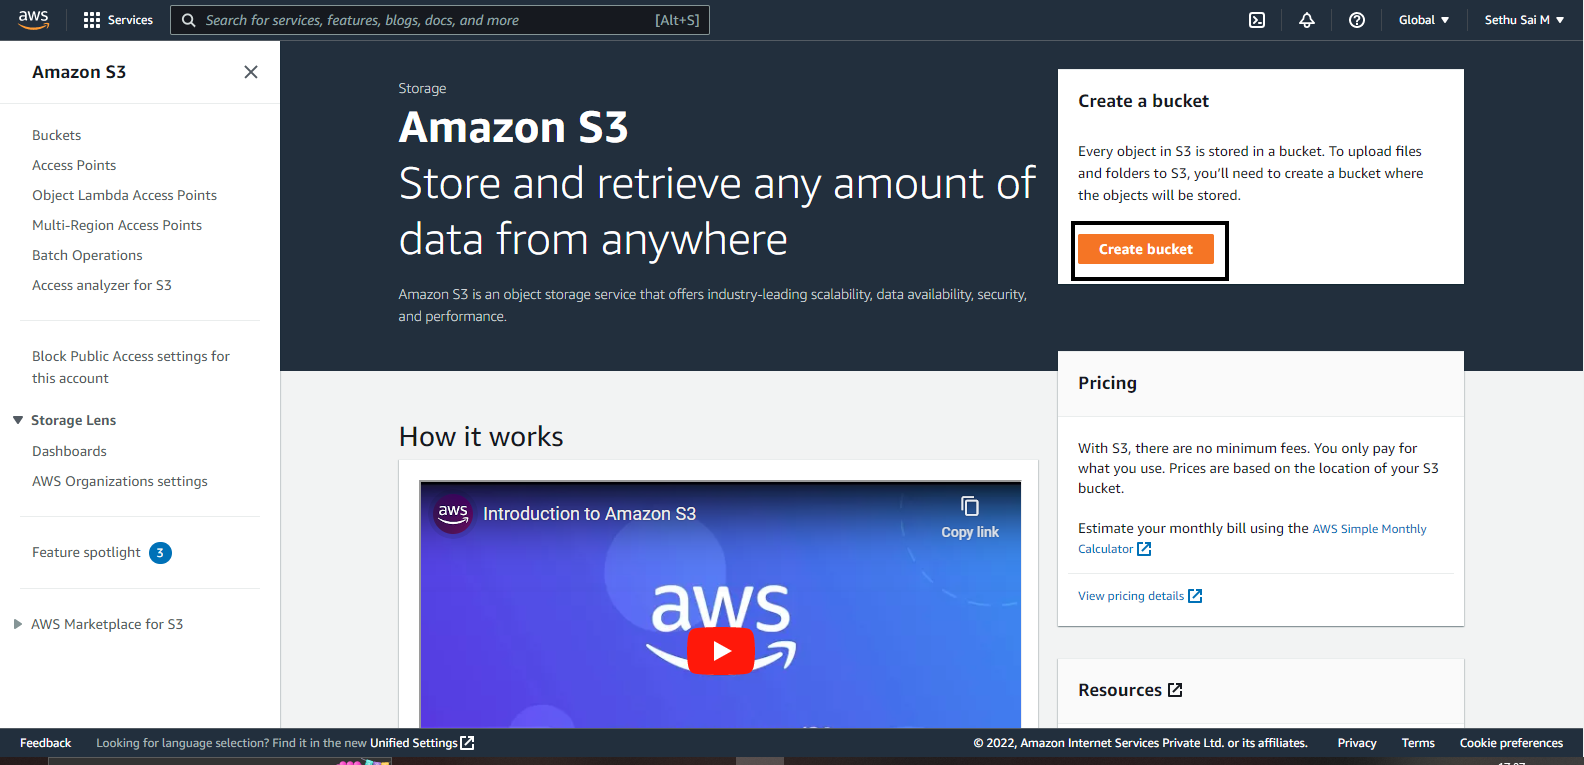 aws
Services
Search for services, features, blogs, docs, and more
[Alt+S]
Global
Sethu Sai M
Amazon S3
Buckets
Access Points
Object Lambda Access Points
Multi-Region Access Points
Batch Operations
Access analyzer for S3
Block Public Access settings for
this account
Storage Lens
Dashboards
AWS Organizations settings
Feature spotlight 3
AWS Marketplace for S3
Storage
Amazon S3
Store and retrieve any amount of
data from anywhere
Amazon S3 is an object storage service that offers industry-leading scalability, data availability, security,
and performance.
Create a bucket
Every object in S3 is stored in a bucket. To upload files
and folders to S3, you'll need to create a bucket where
the objects will be stored.
Create bucket
How it works
aws
Introduction to Amazon S3
Copy link
aws
Pricing
With S3, there are no minimum fees. You only pay for
what you use. Prices are based on the location of your S3
bucket.
Estimate your monthly bill using the AWS Simple Monthly
Calculator
View pricing details
Resources
Feedback
Looking for language selection? Find it in the new Unified Settings
© 2022, Amazon Internet Services Private Ltd. or its affiliates.
Privacy
Terms
Cookie preferences